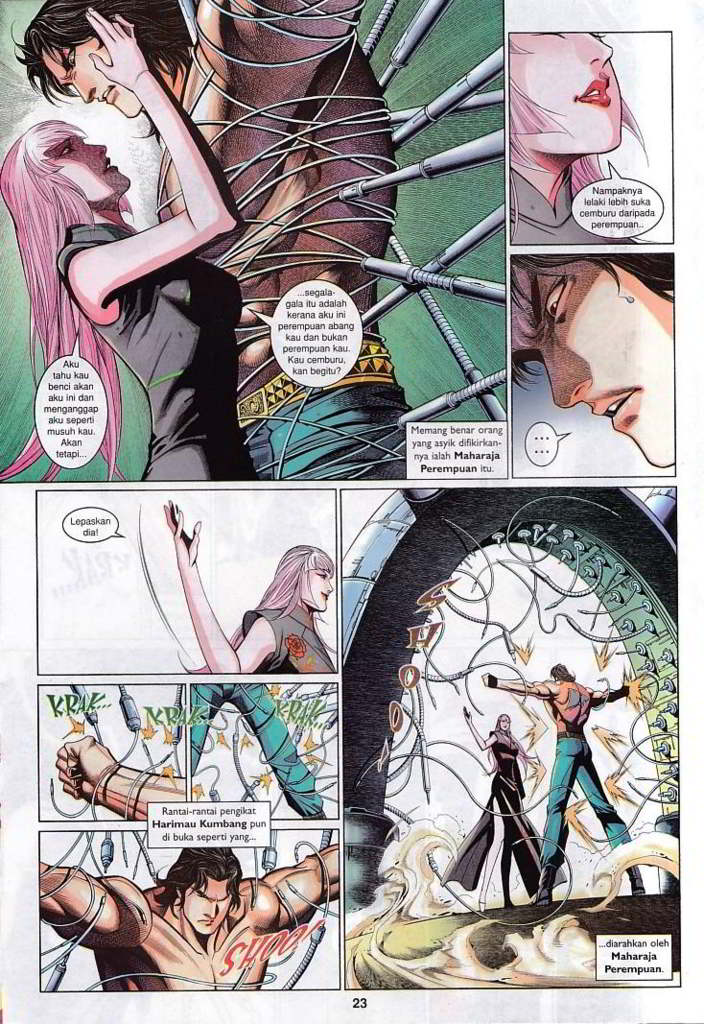 Aku
tahu kau
benci akan
aku ini dan
menganggap
aku seperti
musuh kau.
Akan
tetapi...
...segala-
gala itu adalah
kerana aku ini
perempuan abang
kau dan bukan
perempuan kau.
Kau cemburu,
kan begitu?
Memang benar orang
yang asyik difikirkan-
nya ialah Maharaja
Perempuan itu.
Nampaknya
lelaki lebih suka
cemburu daripada
perempuan..
...
...
Lepaskan
dia!
KRAK...
KRAK...
KRAK...
Rantai-rantai pengikat
Harimau Kumbang pun
di buka seperti yang...
SHOO!
SHOOO!
...diarahkan oleh
Maharaja
Perempuan.
23